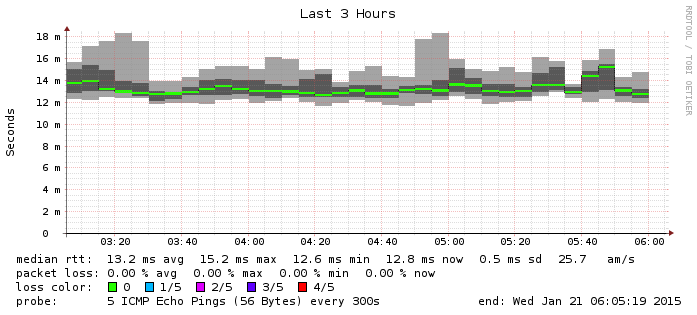 Last 3 Hours
RRDTOOL / TOBI OETIKER
Seconds
18 m
16 m
14 m
12 m
10 m
8 m
6 m
4 m
2 m
0
03:20 03:40 04:00 04:20 04:40 05:00 05:20 05:40 06:00
median rtt: 13.2 ms avg 15.2 ms max 12.6 ms min 12.8 ms now 0.5 ms sd 25.7 am/s
packet loss: 0.00 % avg 0.00 % max 0.00 % min 0.00 % now
loss color: 0 1/5 2/5 3/5 4/5
probe: 5 ICMP Echo Pings (56 Bytes) every 300s end: Wed Jan 21 06:05:19 2015